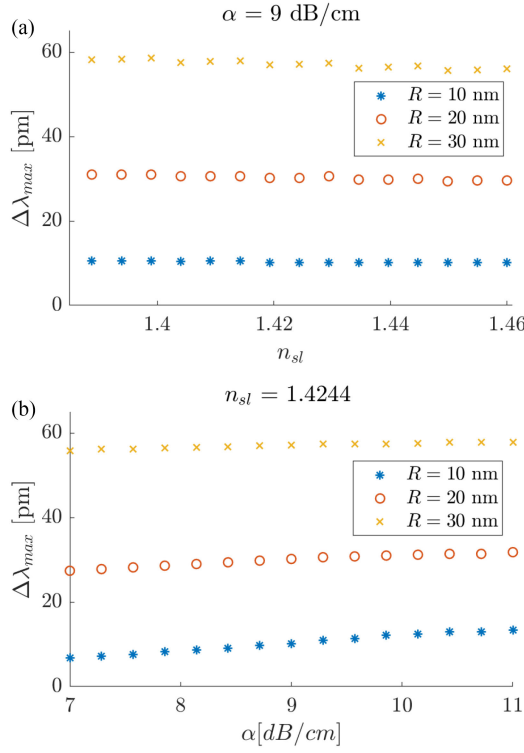 (a)
α = 9 dB/cm
60
40
20
0
Δλmax [pm]
R = 10 nm
R = 20 nm
R = 30 nm
1.4
1.42
1.44
1.46
nsl
(b)
nsl = 1.4244
60
40
20
0
Δλmax [pm]
R = 10 nm
R = 20 nm
R = 30 nm
7
8
9
10
11
α[dB/cm]